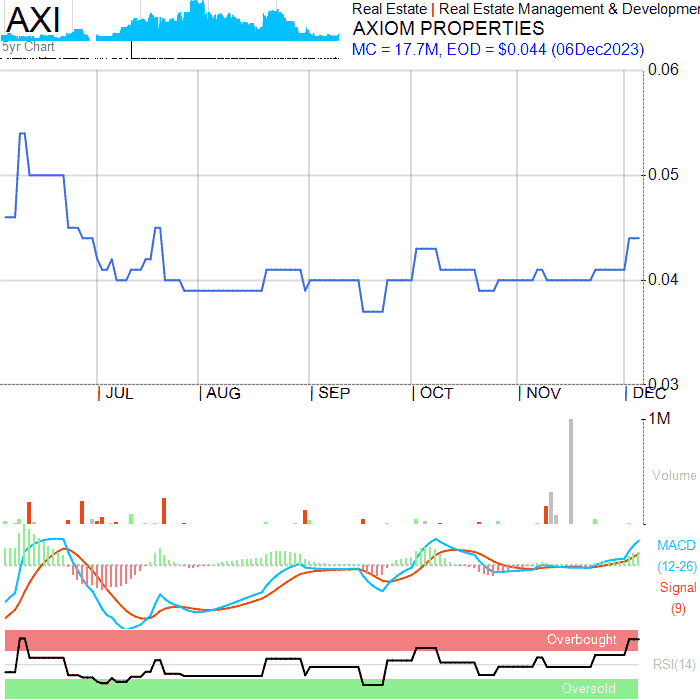 AXI
5yr Chart
Real Estate | Real Estate Management & Developmen
AXIOM PROPERTIES
MC = 17.7M, EOD = $0.044 (06Dec2023)
0.06
0.05
0.04
0.03
JUL
AUG
SEP
OCT
NOV
DEC
1M
Volume
MACD
(12-26)
Signal
(9)
Overbought
RSI(14)
Oversold